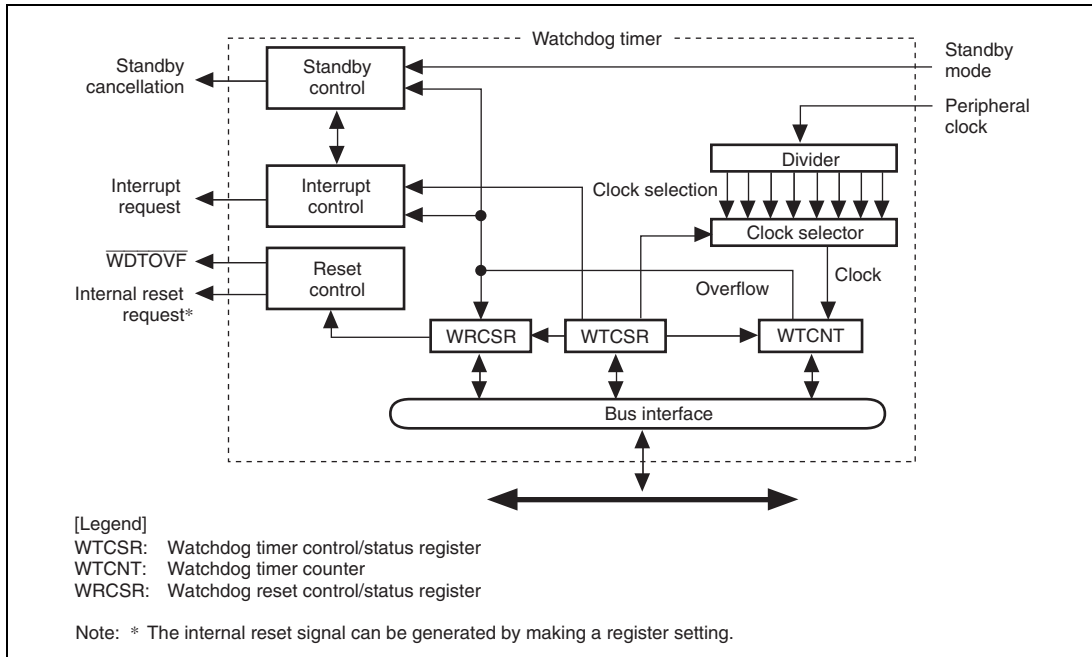 Watchdog timer
Standby
cancellation
Standby
control
Standby
mode
Peripheral
clock
Divider
Interrupt
request
Interrupt
control
Clock selection
Clock selector
WDTOVF
Internal reset
request*
Reset
control
Overflow
Clock
WRCSR
WTCSR
WTCNT
Bus interface
[Legend]
WTCSR: Watchdog timer control/status register
WTCNT: Watchdog timer counter
WRCSR: Watchdog reset control/status register
Note: * The internal reset signal can be generated by making a register setting.